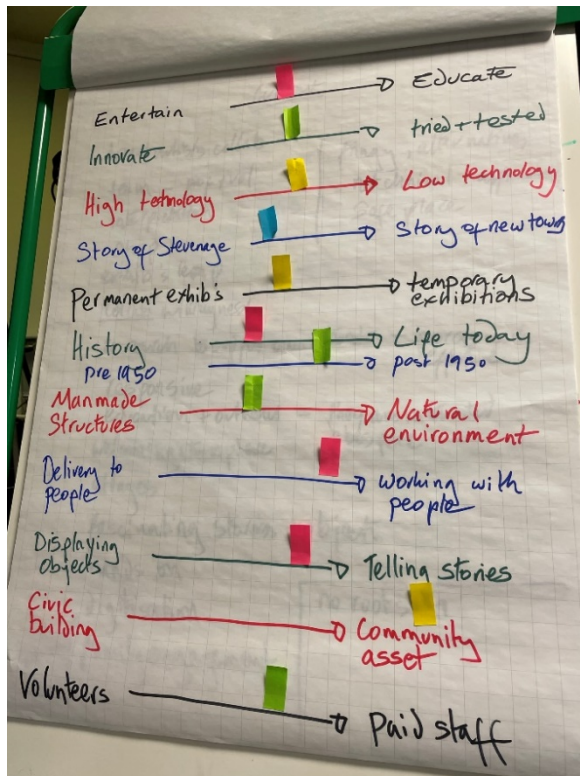 Entertain Educate
Innovate tried + tested
High technology Low technology
Story of Stevenage Story of new towns
Permanent exhib's temporary
exhibitions
History Life today
pre 1950 post 1950
Manmade Natural
Structures environment
Delivery to working with
people people
Displaying Telling stories
objects
Civic Community
building asset
Volunteers paid staff